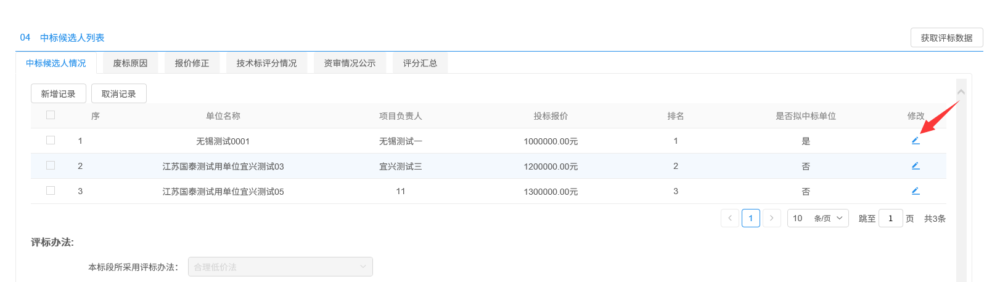 04 中标候选人列表 获取评标数据
中标候选人情况 废标原因 报价修正 技术标评分情况 资审情况公示 评分汇总
新增记录 取消记录
序 单位名称 项目负责人 投标报价 排名 是否拟中标单位 修改
1 无锡测试0001 无锡测试一 1000000.00元 1 是
2 江苏国泰测试用单位宜兴测试03 宜兴测试三 1200000.00元 2 否
3 江苏国泰测试用单位宜兴测试05 11 1300000.00元 3 否
1 10 条/页 跳至 1 页 共3条
评标办法:
本标段所采用评标办法： 合理低价法